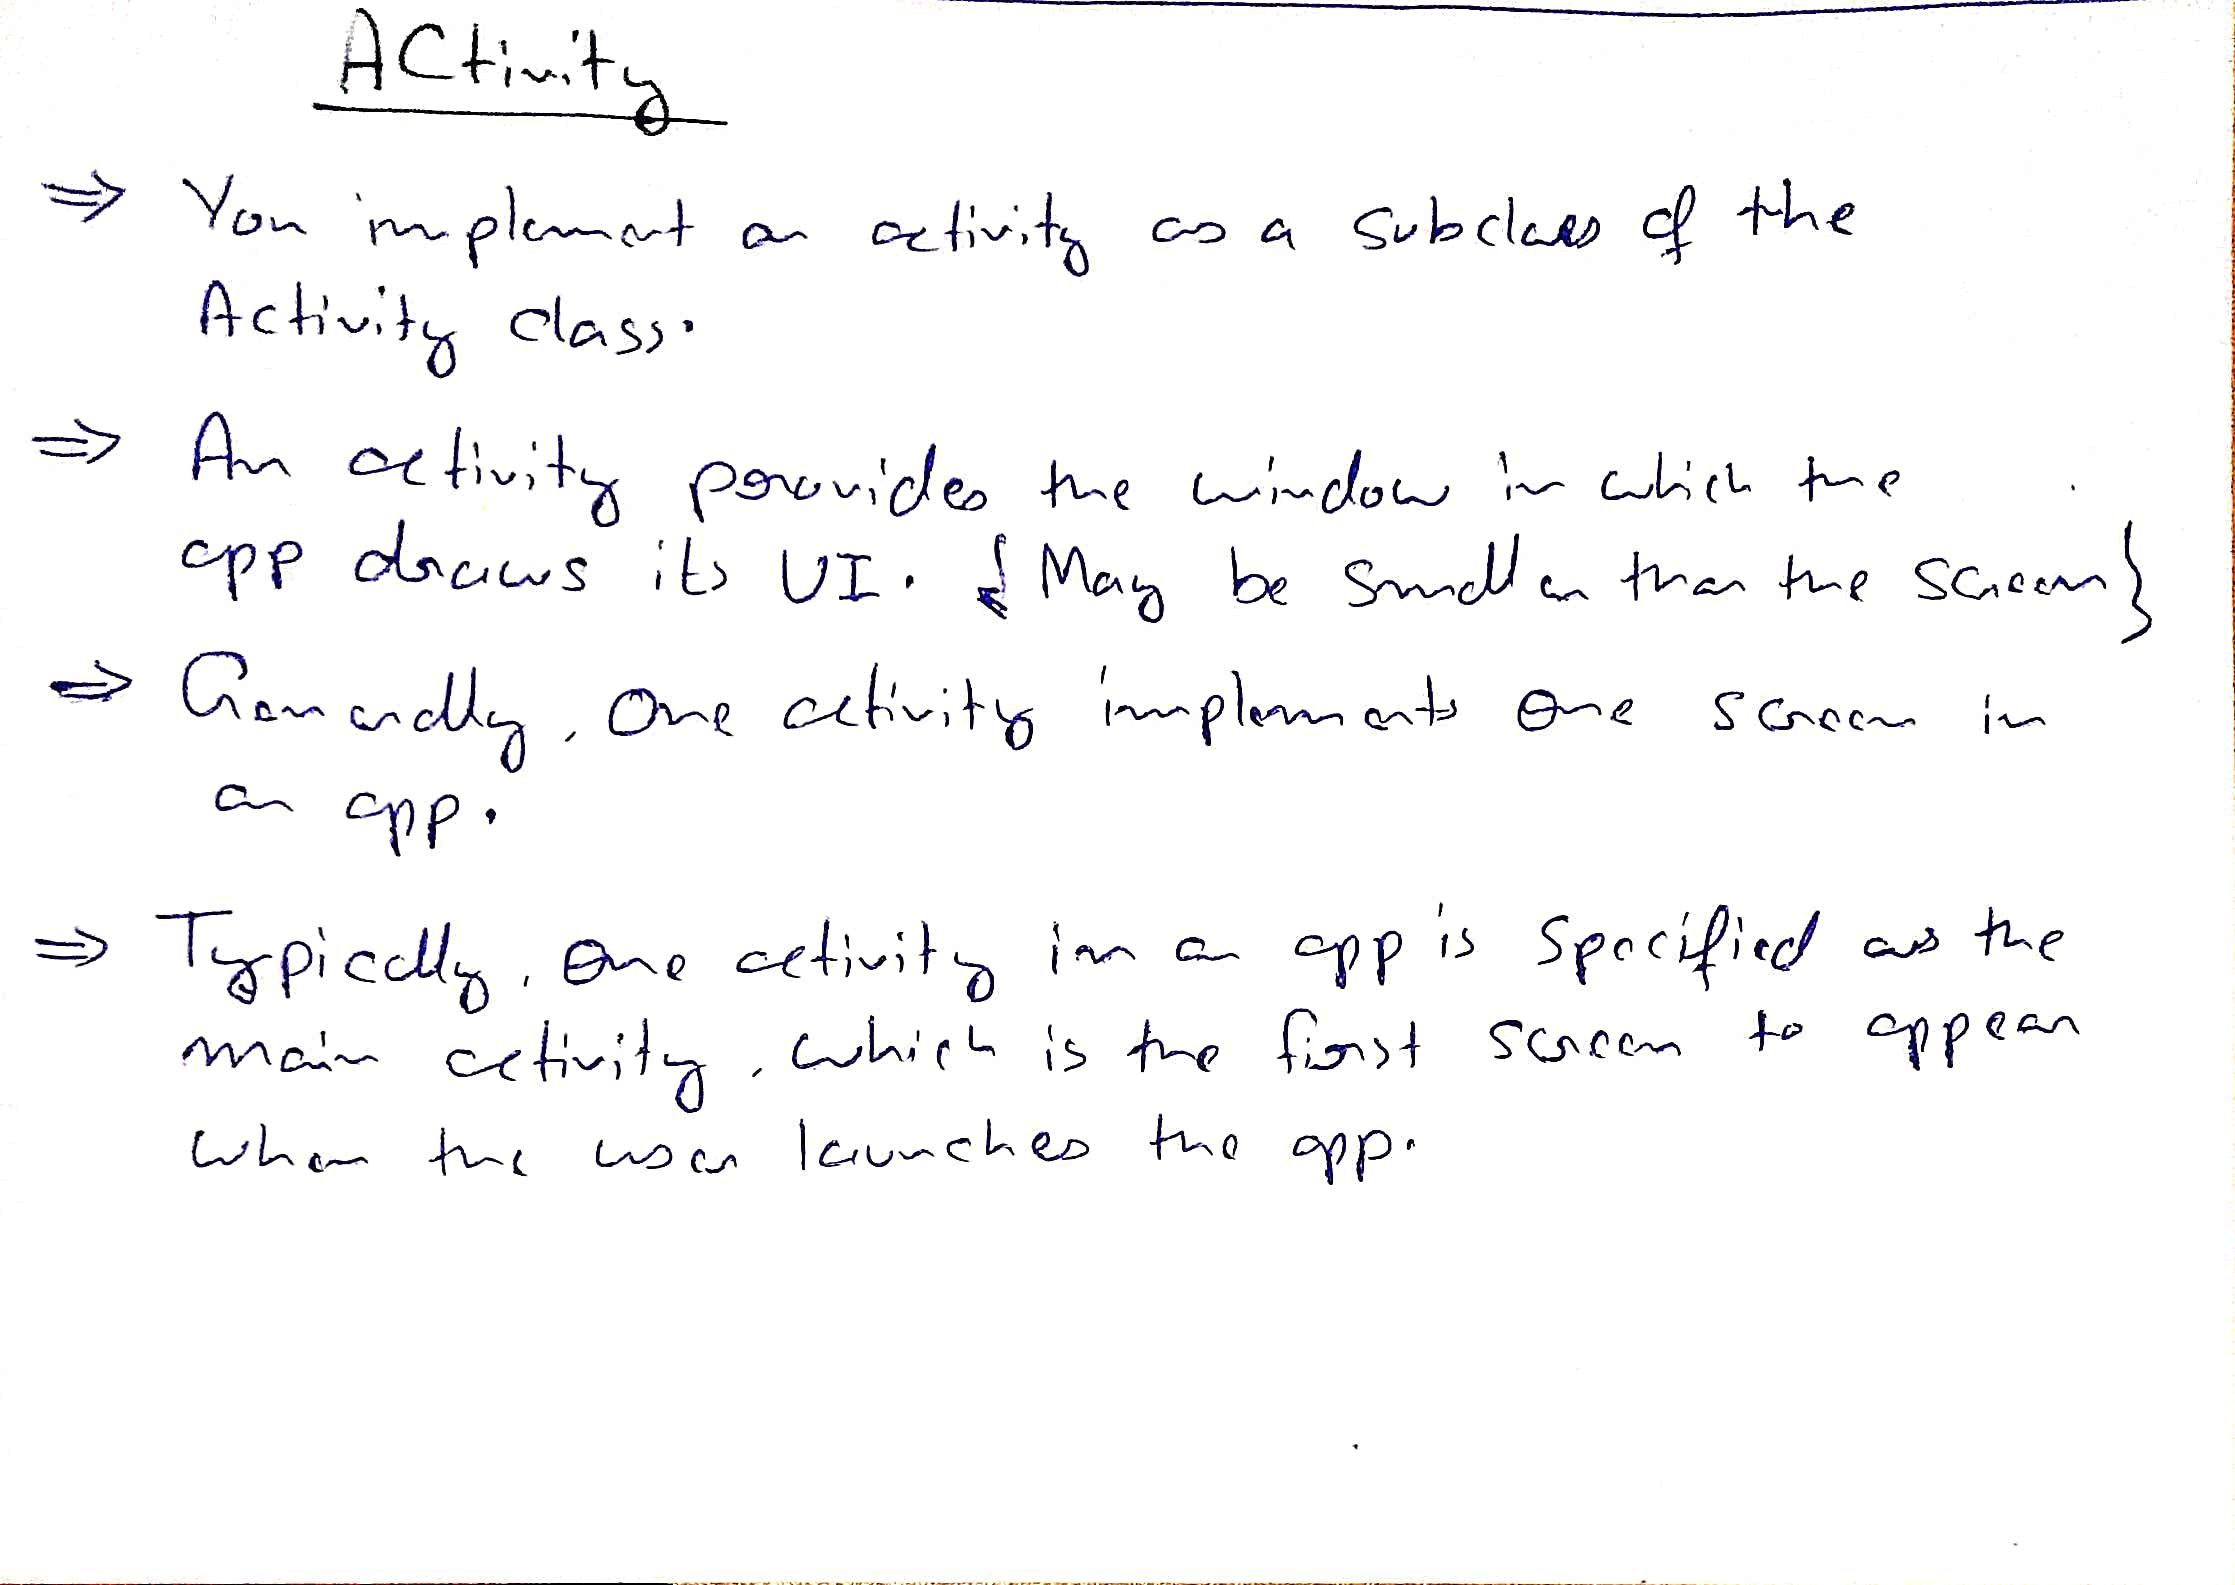 Activity
⇒ You implement an activity as a subclass of the
Activity class.
⇒ An activity provides the window in which the
app draws its UI. {May be smaller than the screen}
⇒ Generally, one activity implements one screen in
an app.
⇒ Typically, one activity in an app is specified as the
main activity, which is the first screen to appear
when the user launches the app.